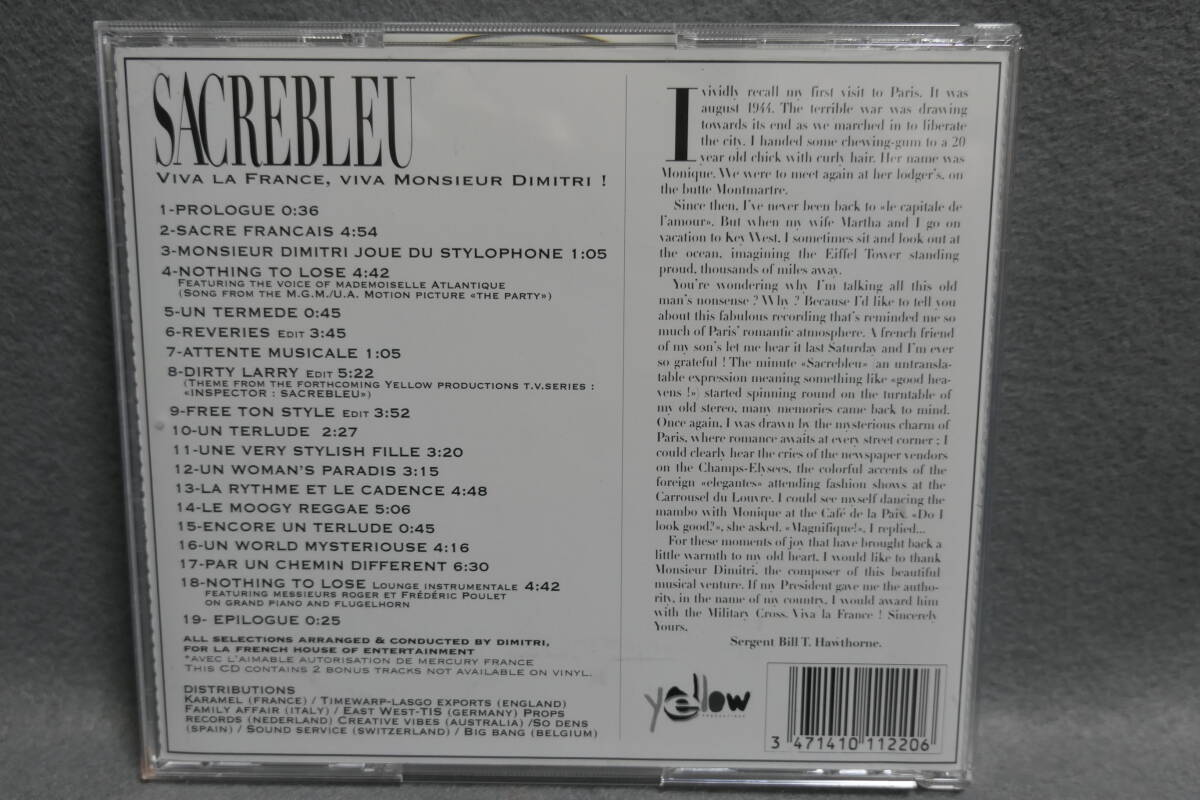 SACREBLEU
VIVA LA FRANCE, VIVA MONSIEUR DIMITRI !
1-PROLOGUE 0:36
2-SACRE FRANCAIS 4:54
3-MONSIEUR DIMITRI JOUE DU STYLOPHONE 1:05
4-NOTHING TO LOSE 4:42
FEATURING THE VOICE OF MADEMOISELLE ATLANTIQUE
(SONG FROM THE M.G.M./U.A. MOTION PICTURE «THE PARTY»)
5-UN TERMEDE 0:45
6-REVERIES EDIT 3:45
7-ATTENTE MUSICALE 1:05
8-DIRTY LARRY EDIT 5:22
(THEME FROM THE FORTHCOMING YELLOW PRODUCTIONS T.V.SERIES :
«INSPECTOR : SACREBLEU»)
9-FREE TON STYLE EDIT 3:52
10-UN TERLUDE 2:27
11-UNE VERY STYLISH FILLE 3:20
12-UN WOMAN'S PARADIS 3:15
13-LA RYTHME ET LE CADENCE 4:48
14-LE MOOGY REGGAE 5:06
15-ENCORE UN TERLUDE 0:45
16-UN WORLD MYSTERIOUSE 4:16
17-PAR UN CHEMIN DIFFERENT 6:30
18-NOTHING TO LOSE LOUNGE INSTRUMENTALE 4:42
FEATURING MESSIEURS ROGER ET FRÉDÉRIC POULET
ON GRAND PIANO AND FLUGELHORN
19- EPILOGUE 0:25
ALL SELECTIONS ARRANGED & CONDUCTED BY DIMITRI,
FOR LA FRENCH HOUSE OF ENTERTAINMENT
*AVEC L'AIMABLE AUTORISATION DE MERCURY FRANCE
THIS CD CONTAINS 2 BONUS TRACKS NOT AVAILABLE ON VINYL.
DISTRIBUTIONS
KARAMEL (FRANCE) / TIMEWARP-LASGO EXPORTS (ENGLAND)
FAMILY AFFAIR (ITALY) / EAST WEST-TIS (GERMANY) PROPS
RECORDS (NEDERLAND) CREATIVE VIBES (AUSTRALIA) /SO DENS
(SPAIN) / SOUND SERVICE (SWITZERLAND) / BIG BANG (BELGIUM)
I vividly recall my first visit to Paris. It was
august 1944. The terrible war was drawing
towards its end as we marched in to liberate
the city. I handed some chewing-gum to a 20
year old chick with curly hair. Her name was
Monique. We were to meet again at her lodger's, on
the butte Montmartre.
Since then, I've never been back to «le capitale de
l'amour». But when my wife Martha and I go on
vacation to Key West, I sometimes sit and look out at
the ocean, imagining the Eiffel Tower standing
proud, thousands of miles away.
You're wondering why I'm talking all this old
man's nonsense ? Why ? Because I'd like to tell you
about this fabulous recording that's reminded me so
much of Paris' romantic atmosphere. A french friend
of my son's let me hear it last Saturday and I'm ever
so grateful ! The minute «Sacrebleu» (an untransla-
table expression meaning something like «good hea-
vens !») started spinning round on the turntable of
my old stereo, many memories came back to mind.
Once again, I was drawn by the mysterious charm of
Paris, where romance awaits at every street corner ; I
could clearly hear the cries of the newspaper vendors
on the Champs-Elysees, the colorful accents of the
foreign «elegantes» attending fashion shows at the
Carrousel du Louvre. I could see myself dancing the
mambo with Monique at the Café de la Paix. «Do I
look good?», she asked. «Magnifique!», I replied...
For these moments of joy that have brought back a
little warmth to my old heart, I would like to thank
Monsieur Dimitri, the composer of this beautiful
musical venture. If my President gave me the autho-
rity, in the name of my country, I would award him
with the Military Cross. Viva la France ! Sincerely
Yours,
Sergent Bill T. Hawthorne.
yellow
PRODUCTIONS
3 471410 112206